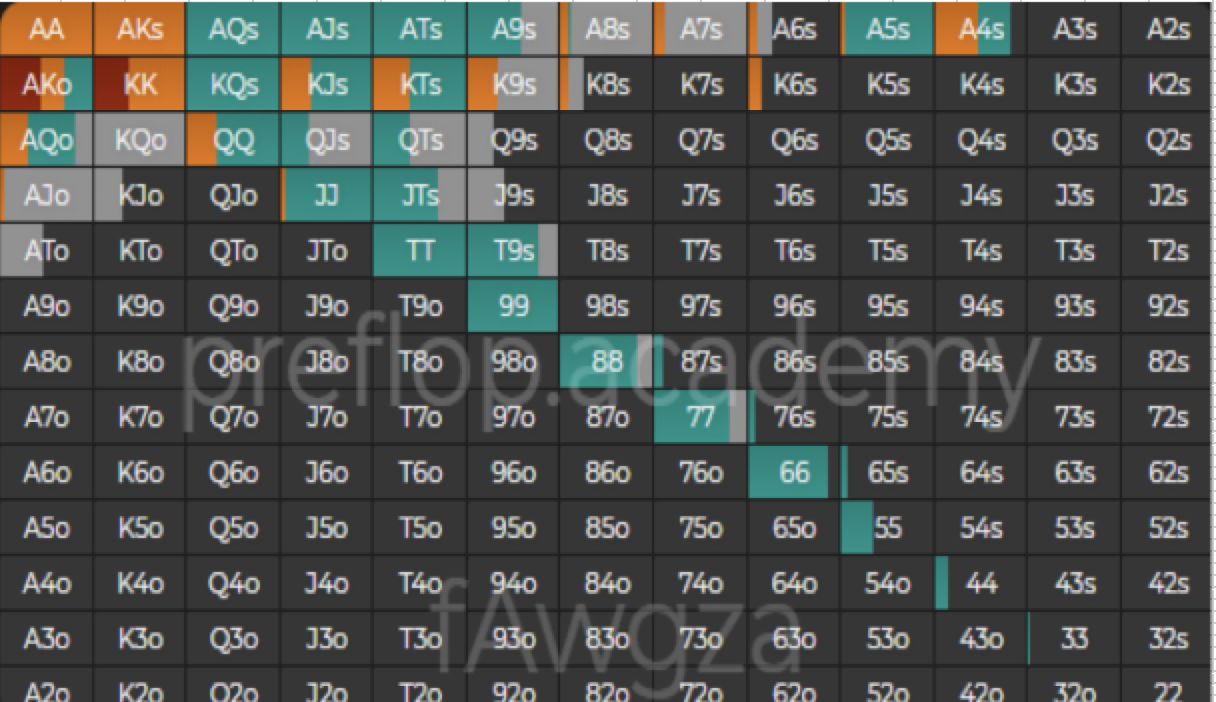 AA AKs AQs AJs ATs A9s A8s A7s A6s A5s A4s A3s A2s
AKo KK KQs KJs KTs K9s K8s K7s K6s K5s K4s K3s K2s
AQo KQo QQ QJs QTs Q9s Q8s Q7s Q6s Q5s Q4s Q3s Q2s
AJo KJo QJo JJ JTs J9s J8s J7s J6s J5s J4s J3s J2s
ATo KTo QTo JTo TT T9s T8s T7s T6s T5s T4s T3s T2s
A9o K9o Q9o J9o T9o 99 98s 97s 96s 95s 94s 93s 92s
A8o K8o Q8o J8o T8o 98o 88 87s 86s 85s 84s 83s 82s
preflop.academy
A7o K7o Q7o J7o T7o 97o 87o 77 76s 75s 74s 73s 72s
A6o K6o Q6o J6o T6o 96o 86o 76o 66 65s 64s 63s 62s
A5o K5o Q5o J5o T5o 95o 85o 75o 65o 55 54s 53s 52s
A4o K4o Q4o J4o T4o 94o 84o 74o 64o 54o 44 43s 42s
fAwgza
A3o K3o Q3o J3o T3o 93o 83o 73o 63o 53o 43o 33 32s
A2o K2o Q2o J2o T2o 92o 82o 72o 62o 52o 42o 32o 22